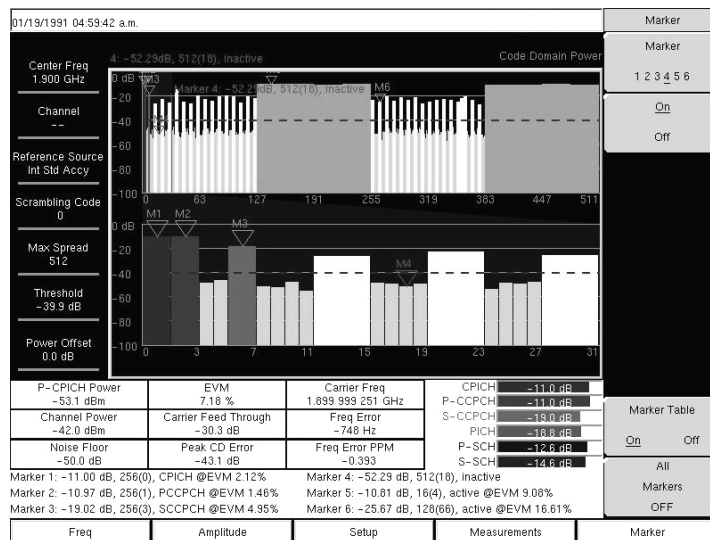 01/19/1991 04:59:42 a.m.
Marker
Center Freq
1.900 GHz
Channel
--
Reference Source
Int Std Accy
Scrambling Code
0
Max Spread
512
Threshold
-39.9 dB
Power Offset
0.0 dB
4: -52.29dB, 512(18), inactive
Code Domain Power
0 dB
M3
Marker 4: -52.29dB, 512(18), inactive
M6
-20
-40
-60
-80
-100
0 63 127 191 255 319 383 447 511
0 dB
M1 M2 M3 M4
-20
-40
-60
-80
-100
0 3 7 11 15 19 23 27 31
Marker
1 2 3 4 5 6
On
Off
Marker Table
On Off
All
Markers
OFF
P-CPICH Power
-53.1 dBm
EVM
7.18 %
Carrier Freq
1.899 999 251 GHz
Channel Power
-42.0 dBm
Carrier Feed Through
-30.3 dB
Freq Error
-748 Hz
Noise Floor
-50.0 dB
Peak CD Error
-43.1 dB
Freq Error PPM
-0.393
CPICH -11.0 dB
P-CCPCH -11.0 dB
S-CCPCH -19.0 dB
PICH -18.8 dB
P-SCH -12.6 dB
S-SCH -14.6 dB
Marker 1: -11.00 dB, 256(0), CPICH @EVM 2.12%
Marker 2: -10.97 dB, 256(1), PCCPCH @EVM 1.46%
Marker 3: -19.02 dB, 256(3), SCCPCH @EVM 4.95%
Marker 4: -52.29 dB, 512(18), inactive
Marker 5: -10.81 dB, 16(4), active @EVM 9.08%
Marker 6: -25.67 dB, 128(66), active @EVM 16.61%
Freq
Amplitude
Setup
Measurements
Marker